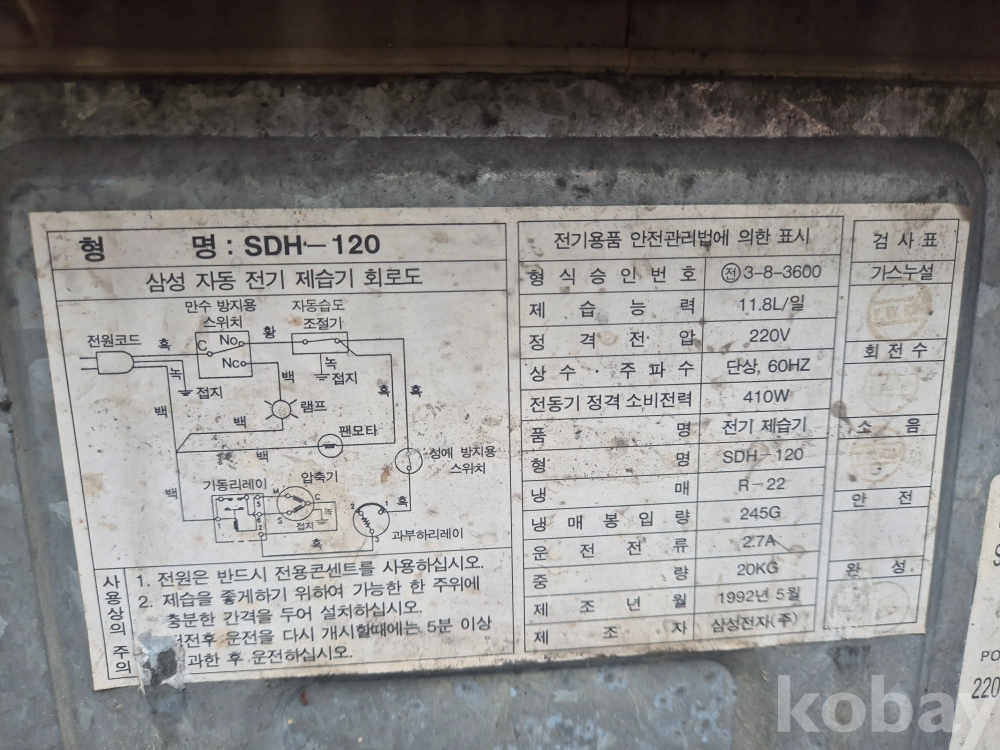 형 명 : SDH-120
삼성 자동 전기 제습기 회로도
만수 방지용
스위치
자동습도
조절기
전원코드
흑
C
No
Nc
황
녹
접지
녹
접지
백
백
램프
흑
흑
백
팬모타
백
성에 방지용
스위치
백
기동리레이
압축기
M
C
S
5
6
2
녹
접지
흑
흑
2
1
3
과부하리레이
사용상의 주의
1. 전원은 반드시 전용콘센트를 사용하십시오.
2. 제습을 좋게하기 위하여 가능한 한 주위에
충분한 간격을 두어 설치하십시오.
전후 운전을 다시 개시할때에는 5분 이상
과한 후 운전하십시오.
전기용품 안전관리법에 의한 표시
형식승인번호 전 3-8-3600
제습능력 11.8L/일
정격전압 220V
상수·주파수 단상, 60HZ
전동기 정격 소비전력 410W
품명 전기 제습기
형명 SDH-120
냉매 R-22
냉매봉입량 245G
운전전류 2.7A
중량 20KG
제조년월 1992년 5월
제조자 삼성전자(주)
검사표
가스누설
회전수
소음
안전
완성
S
PO
220
kobay